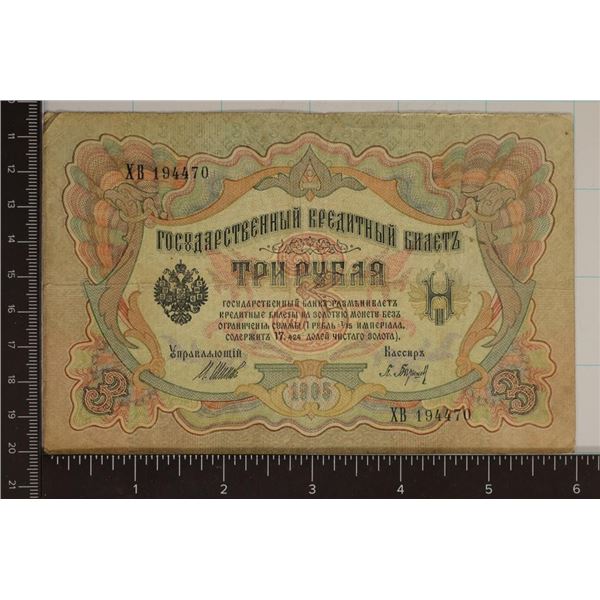 ХВ 194470
ГОСУДАРСТВЕННЫЙ КРЕДИТНЫЙ БИЛЕТЪ
ТРИ РУБЛЯ
ГОСУДАРСТВЕННЫЙ БАНКЪ РАЗМѢНИВАЕТЪ
КРЕДИТНЫЕ БИЛЕТЫ НА ЗОЛОТУЮ МОНЕТУ БЕЗЪ
ОГРАНИЧЕНІЯ СУММЫ (1 РУБЛЬ = 1/15 ИМПЕРІАЛА,
СОДЕРЖИТЪ 17,424 ДОЛЕЙ ЧИСТАГО ЗОЛОТА).
Управляющій Кассиръ
3 1905 3
ХВ 194470
11
12
13
14
15
16
17
18
19
20
21
1 2 3 4 5 6